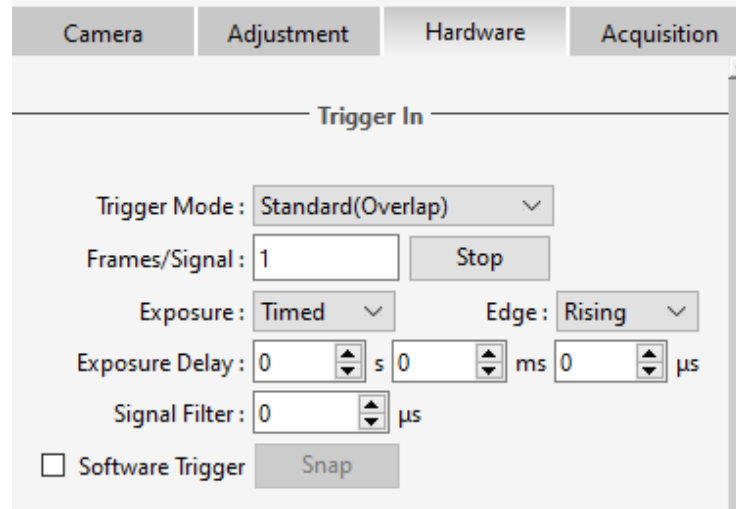 Camera Adjustment Hardware Acquisition
Trigger In
Trigger Mode : Standard(Overlap)
Frames/Signal : 1 Stop
Exposure : Timed Edge : Rising
Exposure Delay : 0 s 0 ms 0 µs
Signal Filter : 0 µs
Software Trigger Snap